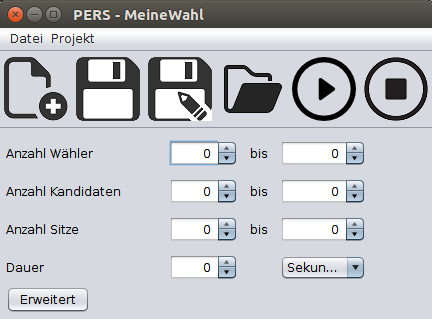 PERS - MeineWahl
Datei Projekt
Anzahl Wähler 0 bis 0
Anzahl Kandidaten 0 bis 0
Anzahl Sitze 0 bis 0
Dauer 0 Sekun...
Erweitert